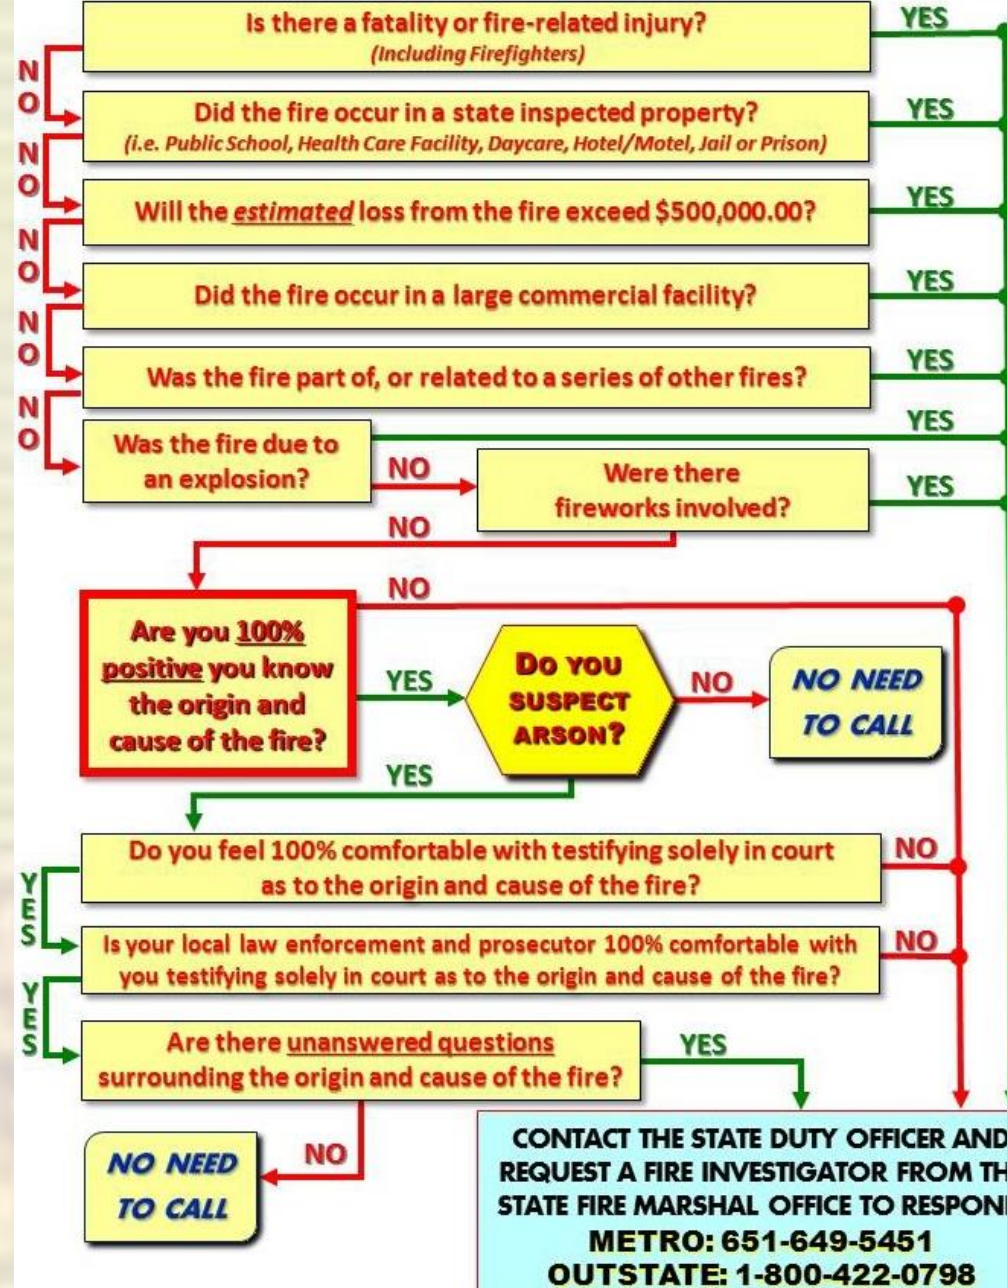 Is there a fatality or fire-related injury?
(Including Firefighters)
YES
NO
Did the fire occur in a state inspected property?
(i.e. Public School, Health Care Facility, Daycare, Hotel/Motel, Jail or Prison)
YES
NO
Will the estimated loss from the fire exceed $500,000.00?
YES
NO
Did the fire occur in a large commercial facility?
YES
NO
Was the fire part of, or related to a series of other fires?
YES
NO
Was the fire due to
an explosion?
YES
NO
Were there
fireworks involved?
YES
NO
Are you 100%
positive you know
the origin and
cause of the fire?
NO
YES
DO YOU
SUSPECT
ARSON?
NO
NO NEED
TO CALL
YES
Do you feel 100% comfortable with testifying solely in court
as to the origin and cause of the fire?
NO
YES
Is your local law enforcement and prosecutor 100% comfortable with
you testifying solely in court as to the origin and cause of the fire?
NO
YES
Are there unanswered questions
surrounding the origin and cause of the fire?
YES
NO
NO NEED
TO CALL
CONTACT THE STATE DUTY OFFICER AND
REQUEST A FIRE INVESTIGATOR FROM TH
STATE FIRE MARSHAL OFFICE TO RESPON
METRO: 651-649-5451
OUTSTATE: 1-800-422-0798